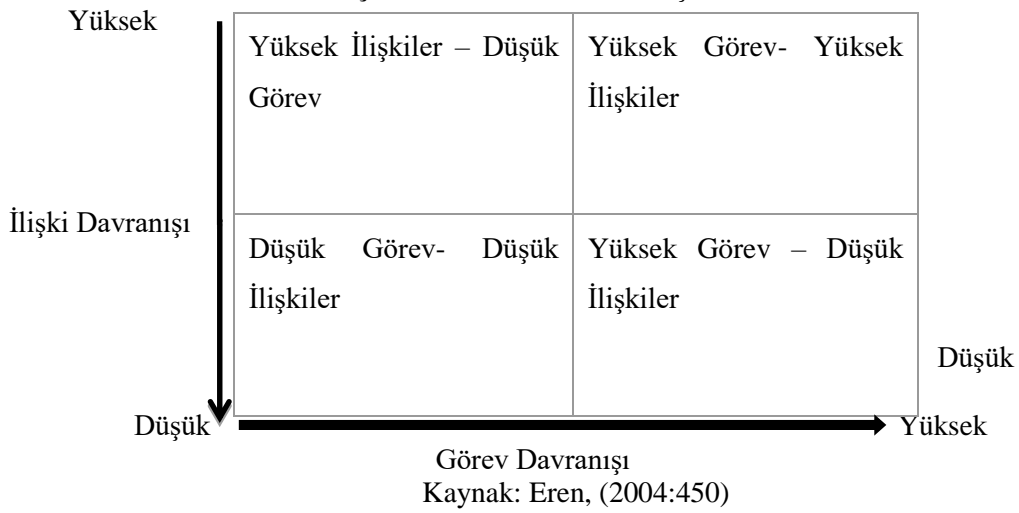 Yüksek
Yüksek İlişkiler – Düşük
Görev
Yüksek Görev- Yüksek
İlişkiler
İlişki Davranışı
Düşük Görev- Düşük
İlişkiler
Yüksek Görev – Düşük
İlişkiler
Düşük
Düşük
Yüksek
Görev Davranışı
Kaynak: Eren, (2004:450)